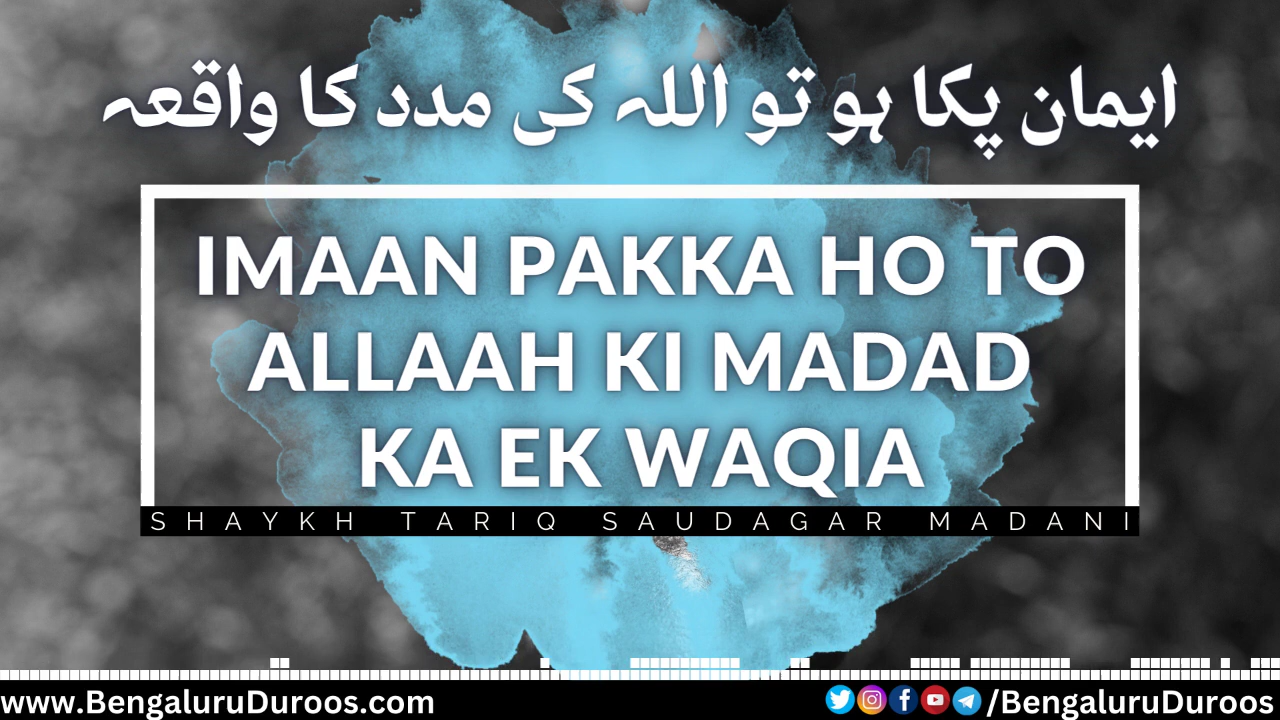 ایمان پکا ہو تو اللہ کی مدد کا واقعہ
IMAAN PAKKA HO TO
ALLAAH KI MADAD
KA EK WAQIA
SHAYKH TARIQ SAUDAGAR MADANI
www.BengaluruDuroos.com
/BengaluruDuroos